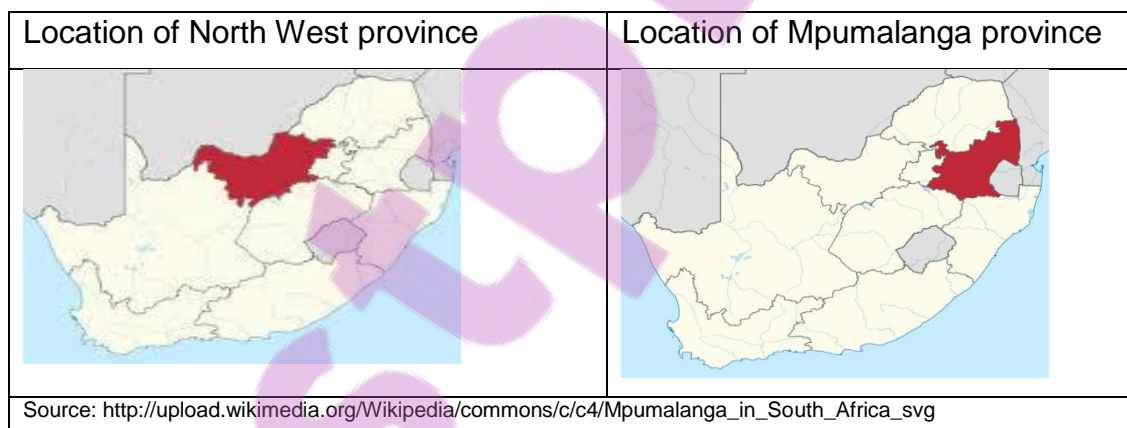 Location of North West province
Location of Mpumalanga province
Source: http://upload.wikimedia.org/Wikipedia/commons/c/c4/Mpumalanga_in_South_Africa_svg